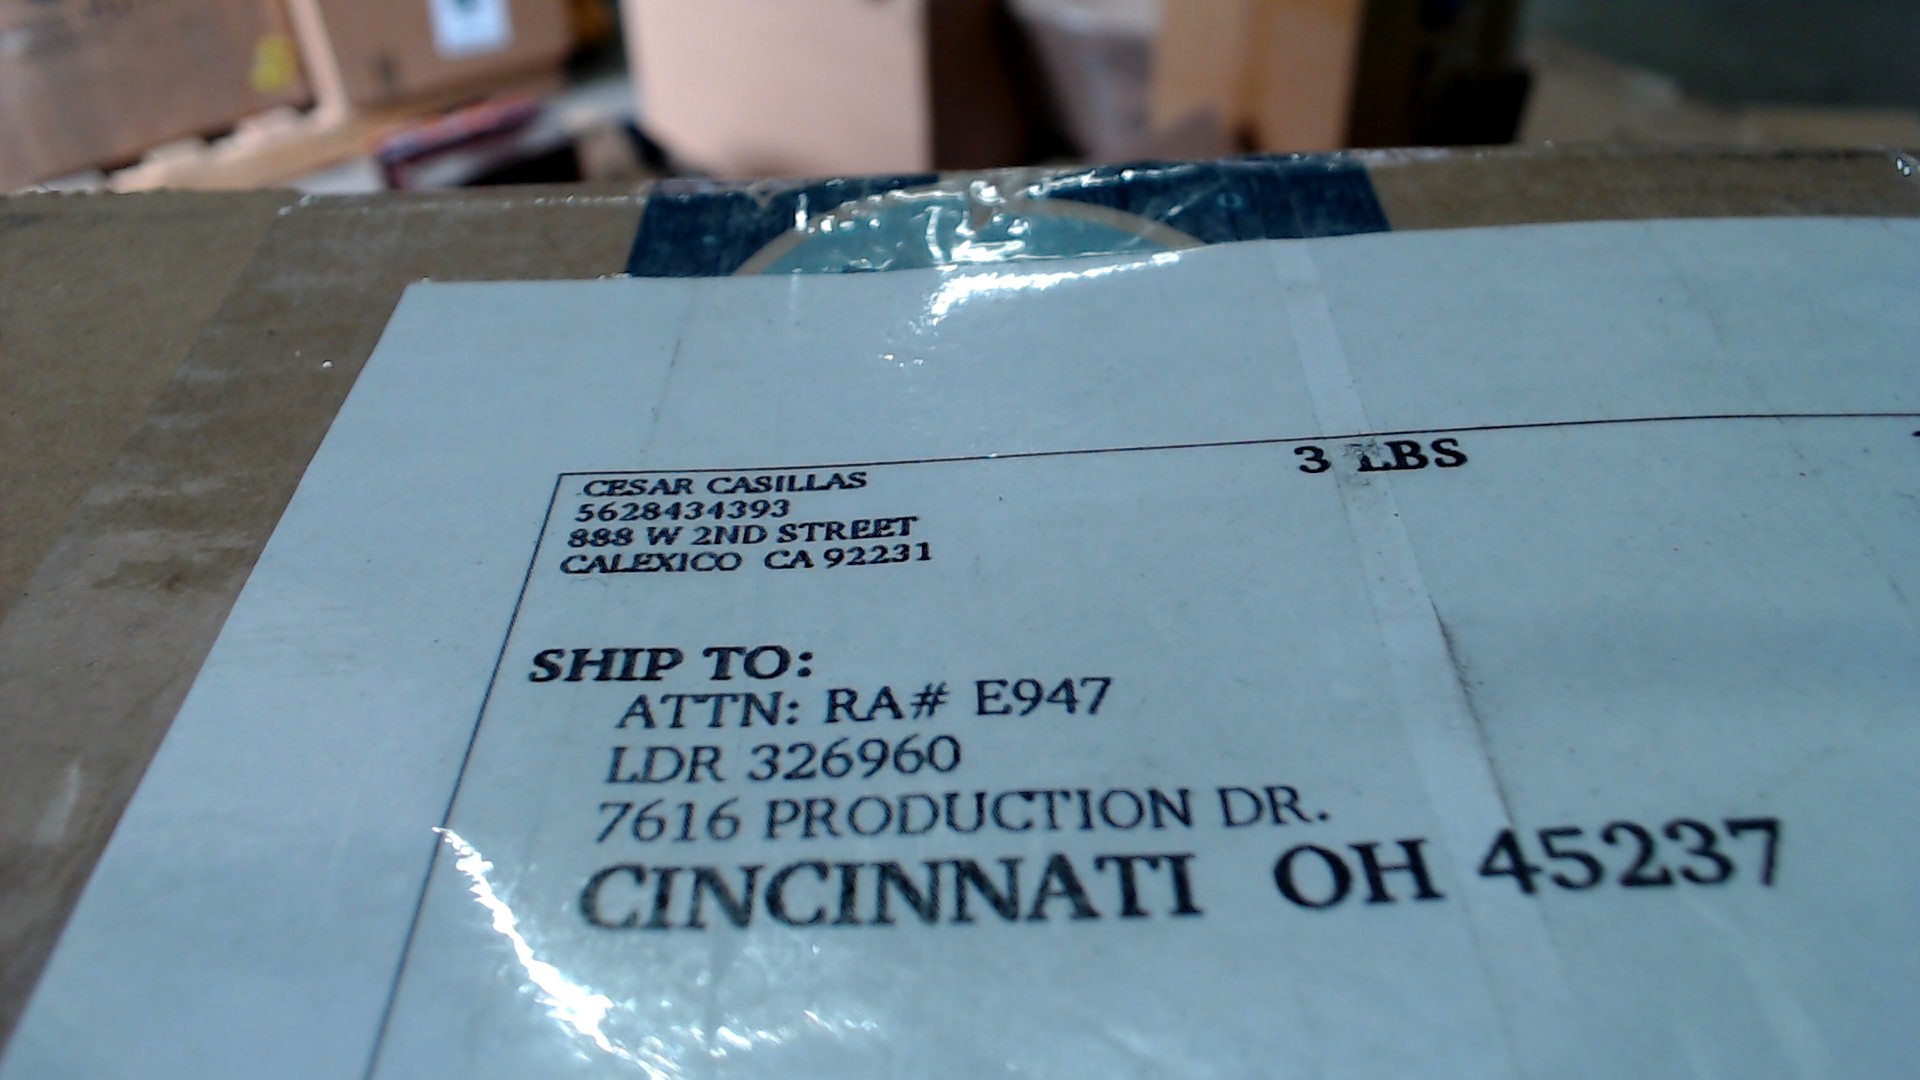 CESAR CASILLAS
5628434393
888 W 2ND STREET
CALEXICO CA 92231
3 LBS
SHIP TO:
ATTN: RA# E947
LDR 326960
7616 PRODUCTION DR.
CINCINNATI OH 45237